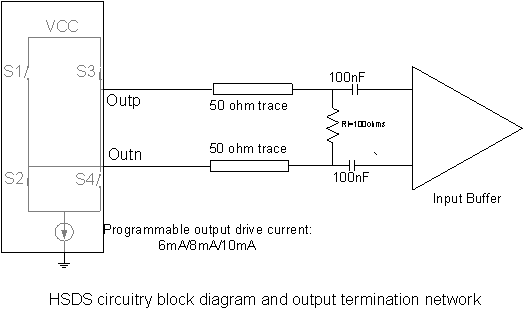 VCC
S1
S3
Outp
50 ohm trace
100nF
Rl=100ohms
Outn
50 ohm trace
100nF
S2
S4
Input Buffer
Programmable output drive current:
6mA/8mA/10mA
HSDS circuitry block diagram and output termination network